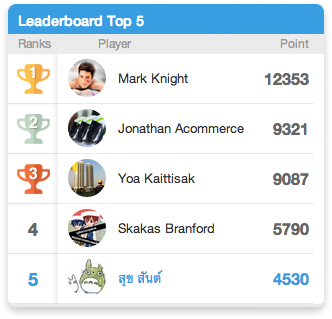 Leaderboard Top 5
Ranks Player Point
1 Mark Knight 12353
2 Jonathan Acommerce 9321
3 Yoa Kaittisak 9087
4 Skakas Branford 5790
5 สุข สันต์ 4530